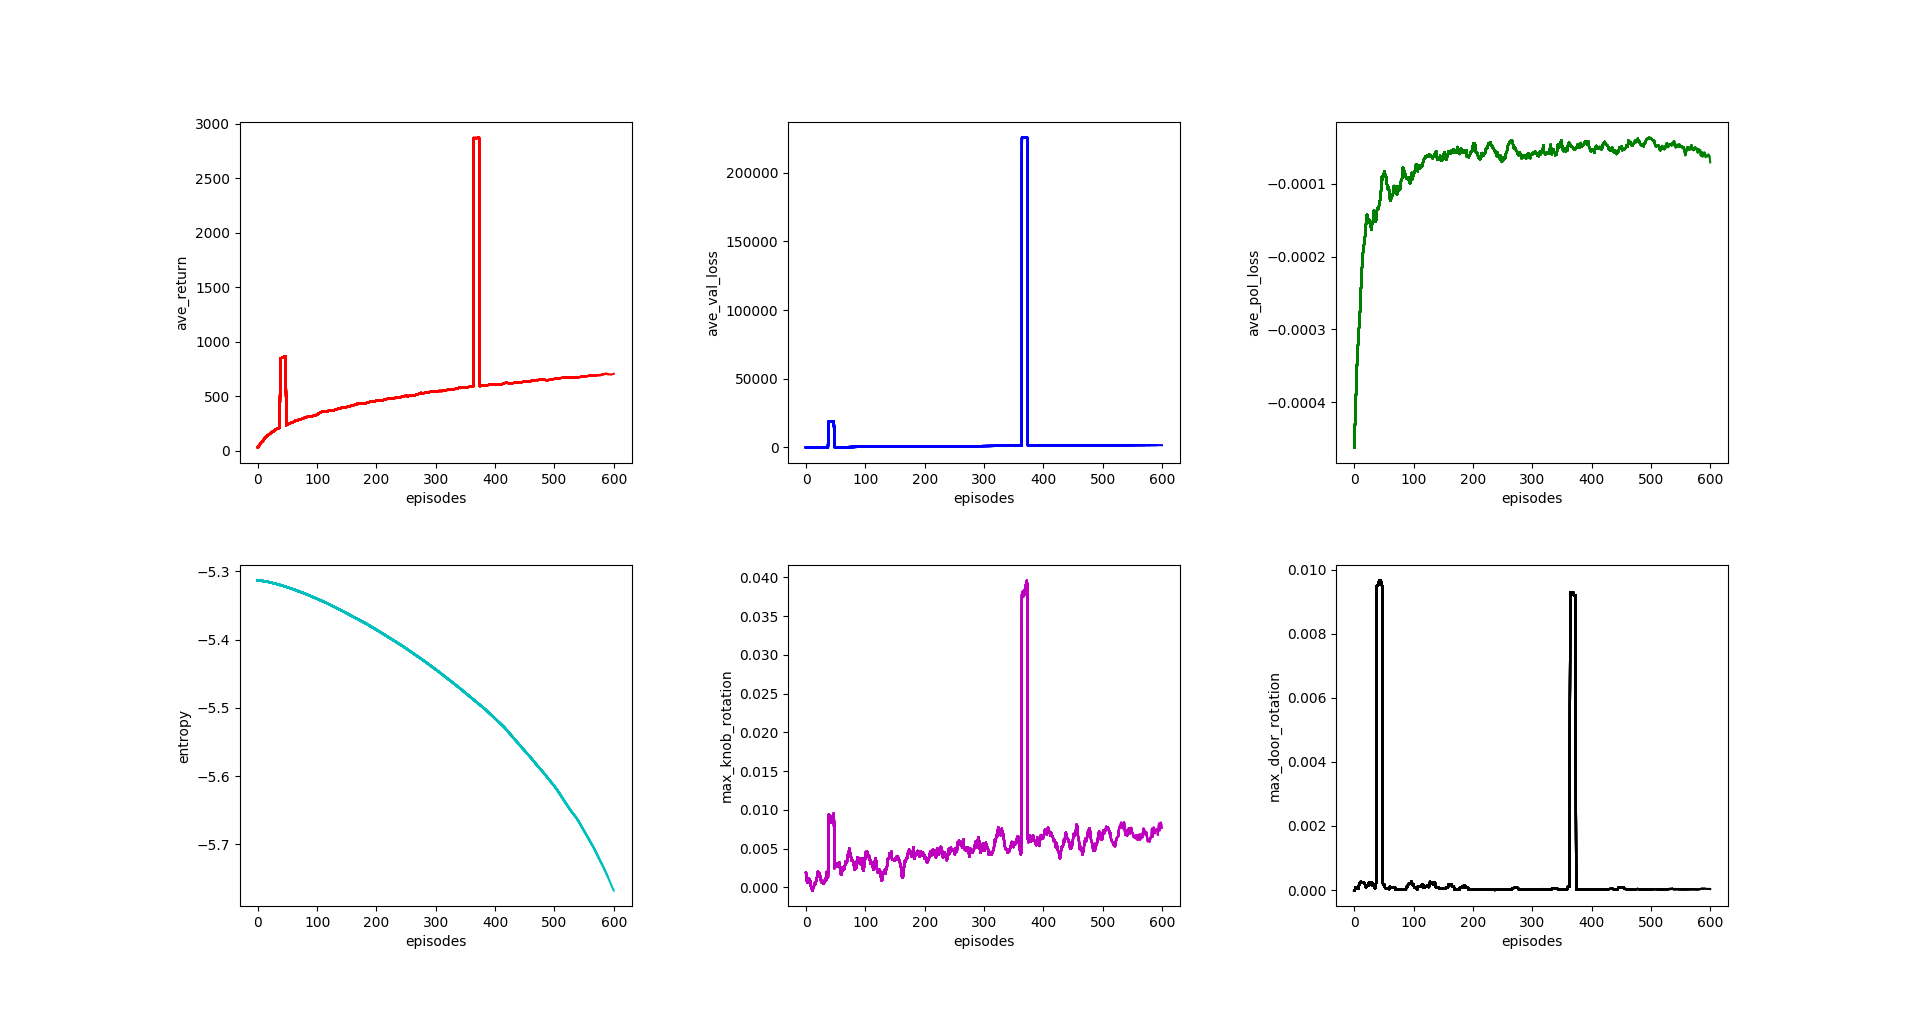 3000
2500
2000
1500
1000
500
0
ave_return
0 100 200 300 400 500 600
episodes
200000
150000
100000
50000
0
ave_val_loss
0 100 200 300 400 500 600
episodes
−0.0001
−0.0002
−0.0003
−0.0004
ave_pol_loss
0 100 200 300 400 500 600
episodes
−5.3
−5.4
−5.5
−5.6
−5.7
entropy
0 100 200 300 400 500 600
episodes
0.040
0.035
0.030
0.025
0.020
0.015
0.010
0.005
0.000
max_knob_rotation
0 100 200 300 400 500 600
episodes
0.010
0.008
0.006
0.004
0.002
0.000
max_door_rotation
0 100 200 300 400 500 600
episodes